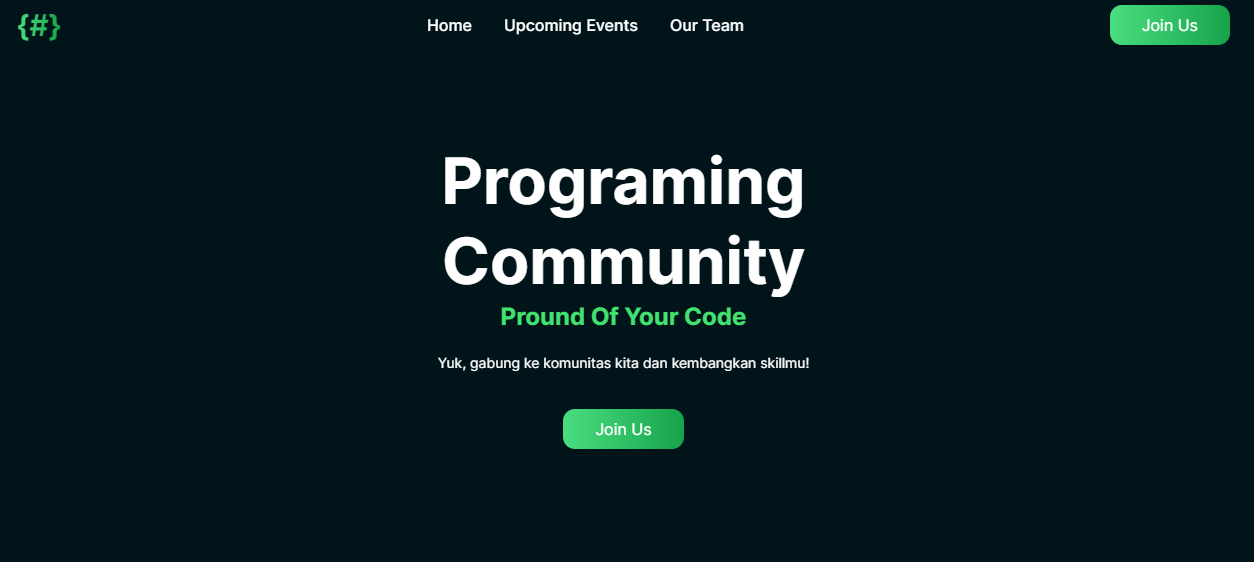 {#}
Home
Upcoming Events
Our Team
Join Us
Programing
Community
Pround Of Your Code
Yuk, gabung ke komunitas kita dan kembangkan skillmu!
Join Us